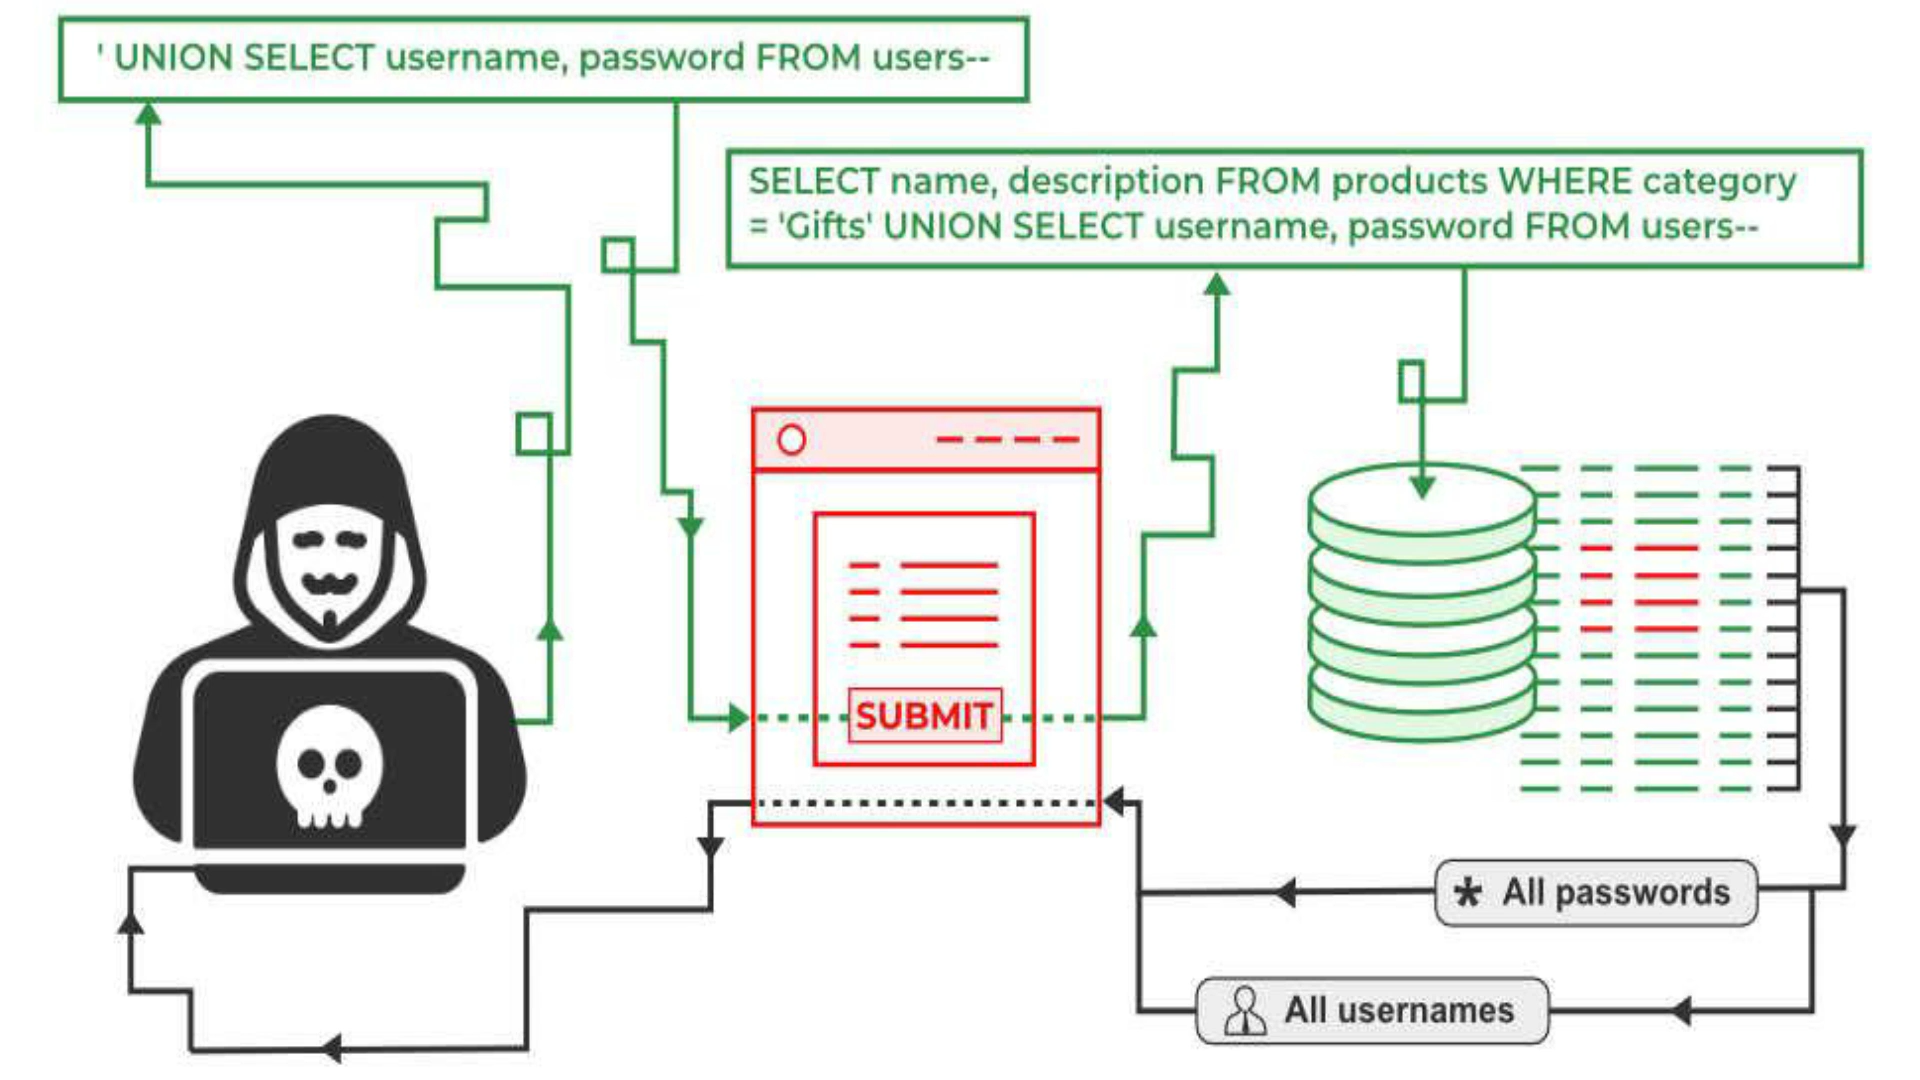 ' UNION SELECT username, password FROM users--
SELECT name, description FROM products WHERE category
= 'Gifts' UNION SELECT username, password FROM users--
SUBMIT
* All passwords
All usernames